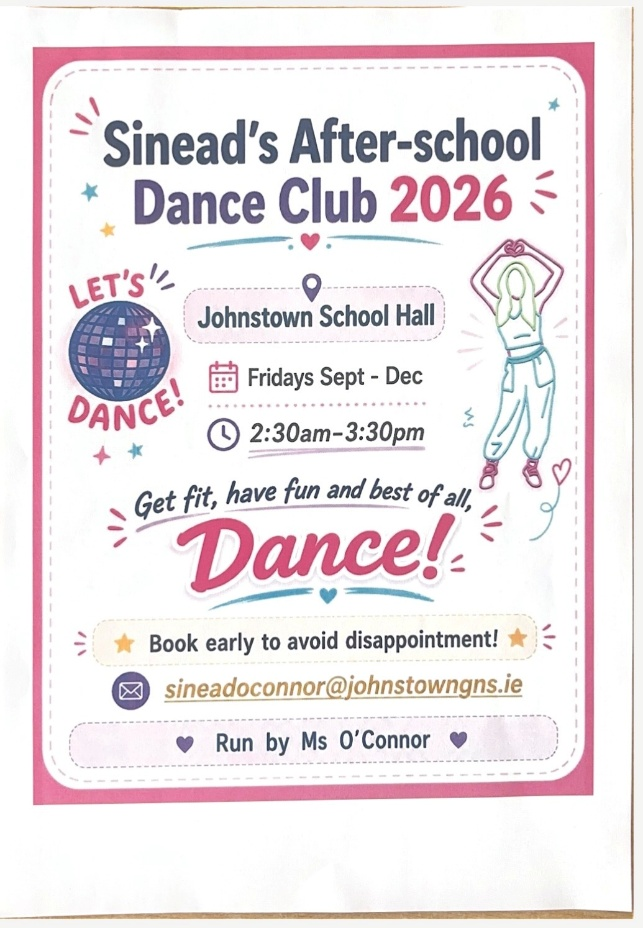 Sinead's After-school
Dance Club 2026
LET'S
DANCE!
Johnstown School Hall
Fridays Sept - Dec
2:30am-3:30pm
Get fit, have fun and best of all,
Dance!
Book early to avoid disappointment!
sineadoconnor@johnstowngns.ie
Run by Ms O'Connor